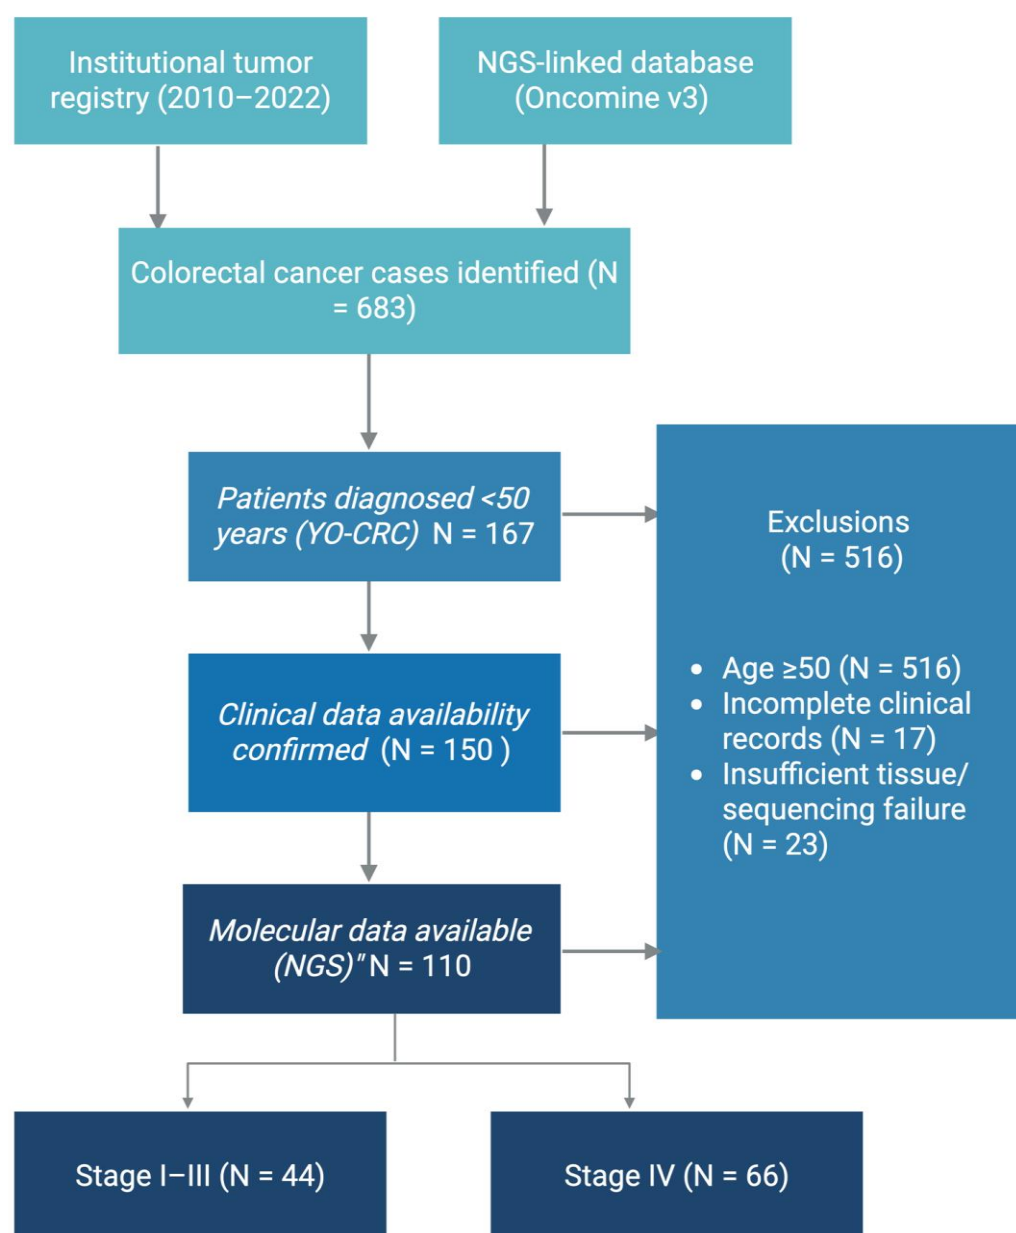 Institutional tumor
registry (2010–2022)
NGS-linked database
(Oncomine v3)
Colorectal cancer cases identified (N
= 683)
Patients diagnosed <50
years (YO-CRC) N = 167
Exclusions
(N = 516)
• Age ≥50 (N = 516)
• Incomplete clinical
records (N = 17)
• Insufficient tissue/
sequencing failure
(N = 23)
Clinical data availability
confirmed (N = 150 )
Molecular data available
(NGS)" N = 110
Stage I–III (N = 44)
Stage IV (N = 66)